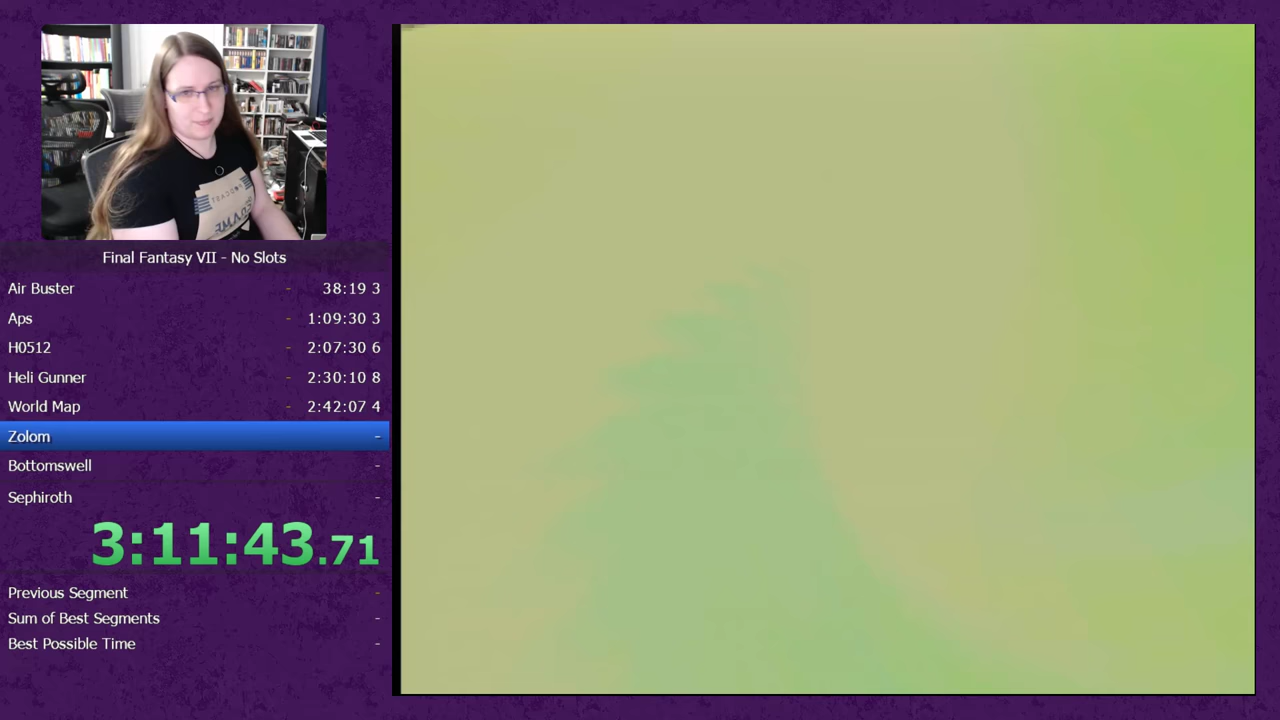 Final Fantasy VII - No Slots
Air Buster - 38:19 3
Aps - 1:09:30 3
H0512 - 2:07:30 6
Heli Gunner - 2:30:10 8
World Map - 2:42:07 4
Zolom -
Bottomswell -
Sephiroth -
3:11:43.71
Previous Segment -
Sum of Best Segments -
Best Possible Time -